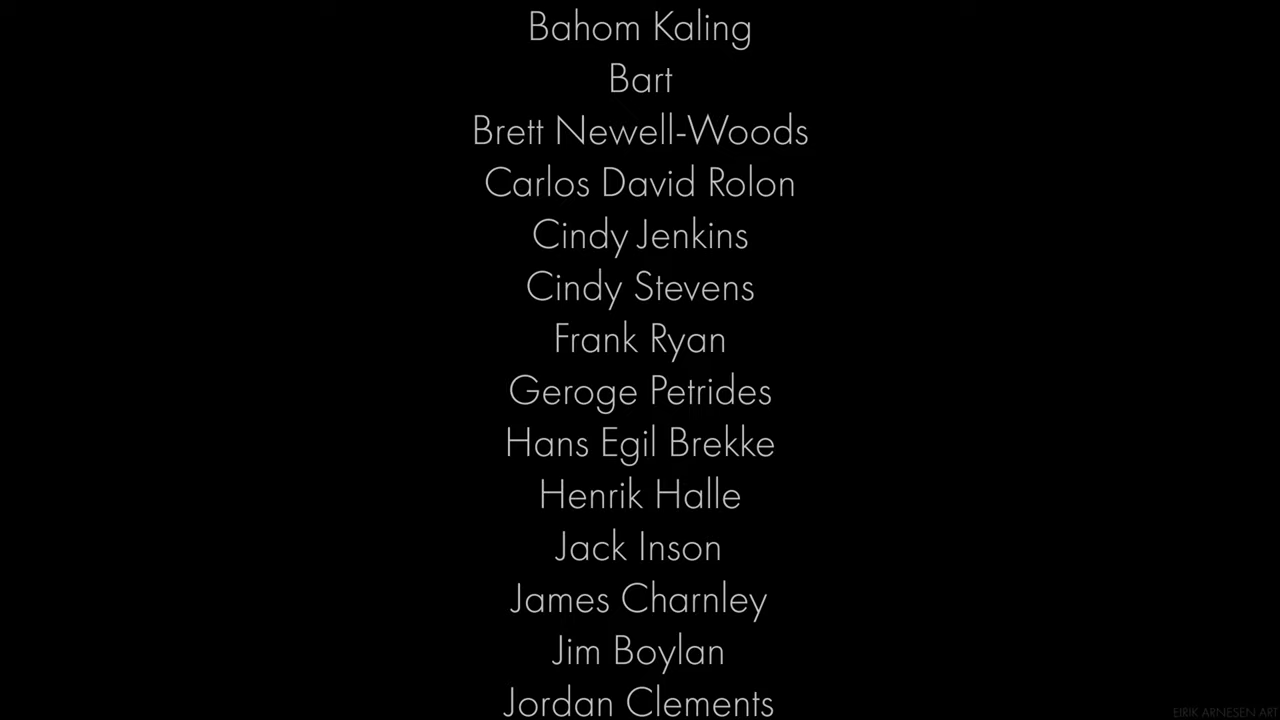 Bahom Kaling
Bart
Brett Newell-Woods
Carlos David Rolon
Cindy Jenkins
Cindy Stevens
Frank Ryan
Geroge Petrides
Hans Egil Brekke
Henrik Halle
Jack Inson
James Charnley
Jim Boylan
Jordan Clements
EIRIK ARNESEN ART